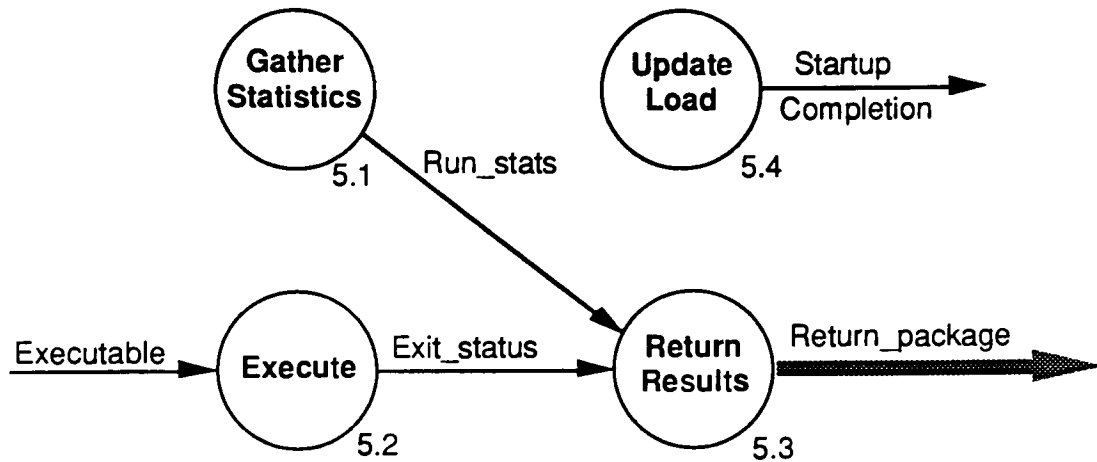 Gather
Statistics
5.1
Update
Load
5.4
Startup
Completion
Run_stats
Executable
Execute
5.2
Exit_status
Return
Results
5.3
Return_package